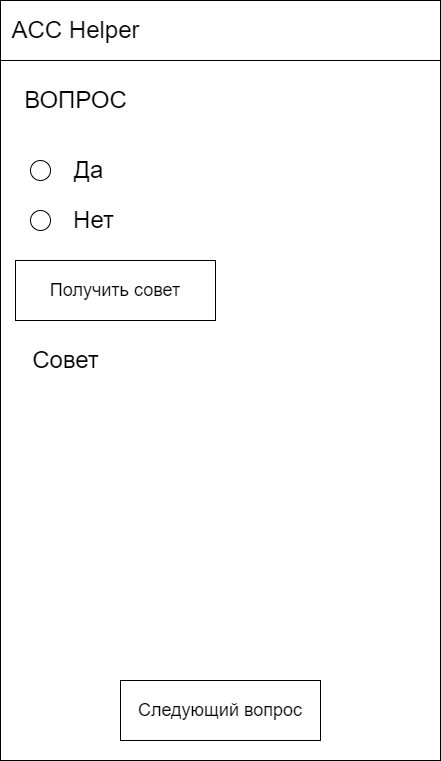 ACC Helper
ВОПРОС
Да
Нет
Получить совет
Совет
Следующий вопрос